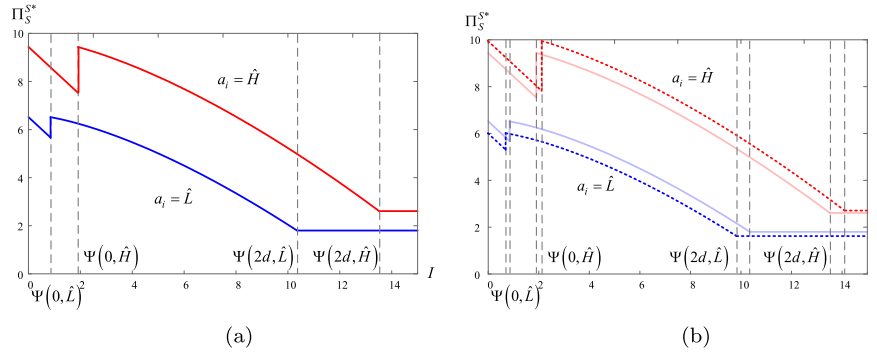 Π_S^{S*}
10
8
6
4
2
0
a_i = Ĥ
a_i = L̂
Ψ(0,Ĥ)
Ψ(2d,L̂)
Ψ(2d,Ĥ)
0 2 4 6 8 10 12 14 I
Ψ(0,L̂)
(a)
Π_S^{S*}
10
8
6
4
2
0
a_i = Ĥ
a_i = L̂
Ψ(0,Ĥ)
Ψ(2d,L̂)
Ψ(2d,Ĥ)
0 2 4 6 8 10 12 14 I
Ψ(0,L̂)
(b)